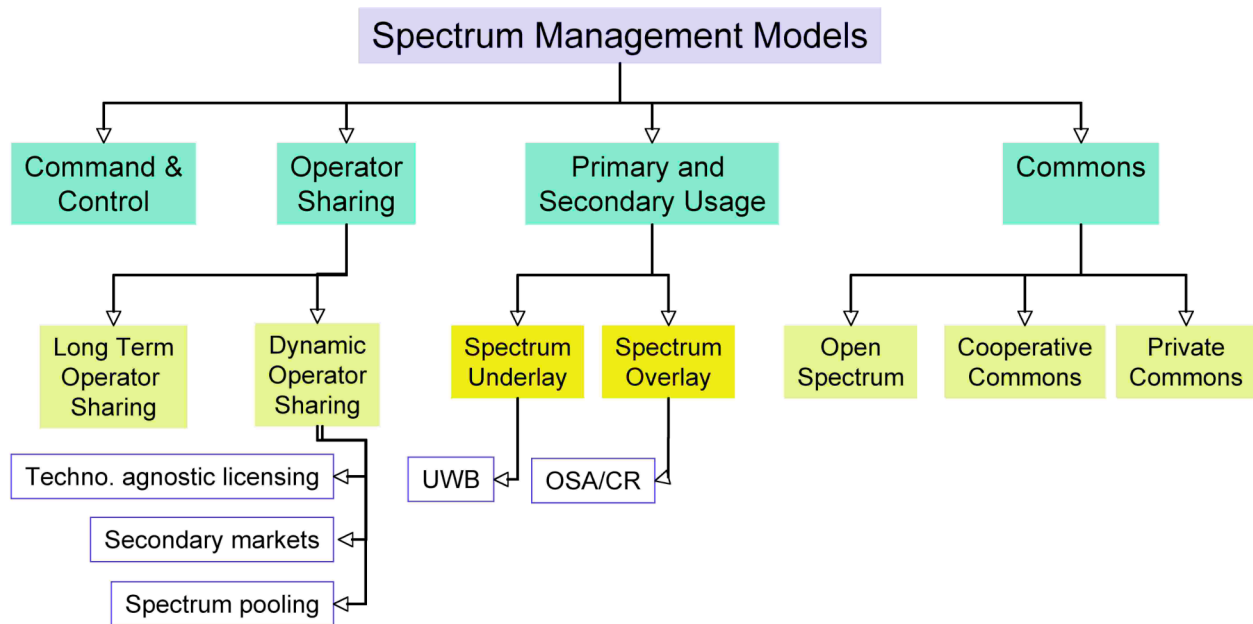 Spectrum Management Models
Command &
Control
Operator
Sharing
Primary and
Secondary Usage
Commons
Long Term
Operator
Sharing
Dynamic
Operator
Sharing
Spectrum
Underlay
Spectrum
Overlay
Open
Spectrum
Cooperative
Commons
Private
Commons
Techno. agnostic licensing
Secondary markets
Spectrum pooling
UWB
OSA/CR